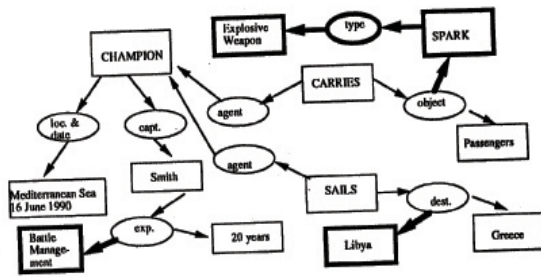 Explosive
Weapon
type
SPARK
CHAMPION
CARRIES
loc. &
date
capt.
agent
object
Passengers
agent
Mediterranean Sea
16 June 1990
Smith
SAILS
dest.
Battle
Manage-
ment
exp.
20 years
Libya
Greece